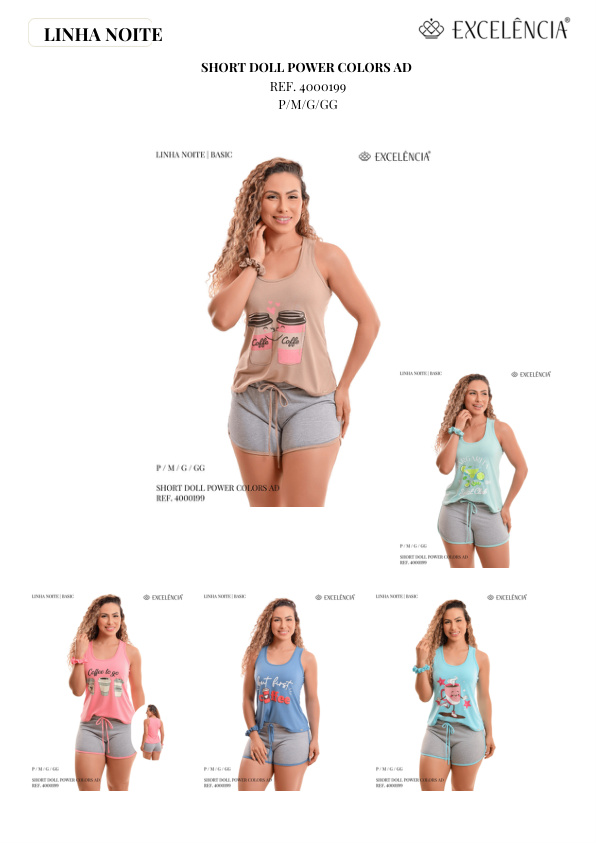 LINHA NOITE
EXCELÊNCIA®
SHORT DOLL POWER COLORS AD
REF. 4000199
P/M/G/GG
LINHA NOITE | BASIC
EXCELÊNCIA®
Coffe Coffe
P / M / G / GG
SHORT DOLL POWER COLORS AD
REF. 4000199
LINHA NOITE | BASIC
EXCELÊNCIA®
P / M / G / GG
SHORT DOLL POWER COLORS AD
REF. 4000199
LINHA NOITE | BASIC
EXCELÊNCIA®
Coffee to go
P / M / G / GG
SHORT DOLL POWER COLORS AD
REF. 4000199
LINHA NOITE | BASIC
EXCELÊNCIA®
first
P / M / G / GG
SHORT DOLL POWER COLORS AD
REF. 4000199
LINHA NOITE | BASIC
EXCELÊNCIA®
P / M / G / GG
SHORT DOLL POWER COLORS AD
REF. 4000199